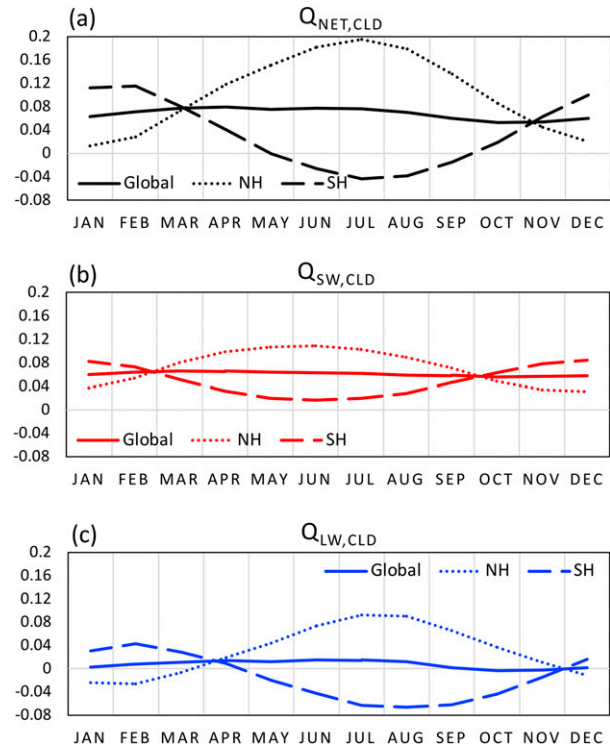 (a) Q_NET,CLD
0.2
0.16
0.12
0.08
0.04
0
-0.04 Global NH SH
-0.08
JAN FEB MAR APR MAY JUN JUL AUG SEP OCT NOV DEC
(b) Q_SW,CLD
0.2
0.16
0.12
0.08
0.04
0
-0.04 Global NH SH
-0.08
JAN FEB MAR APR MAY JUN JUL AUG SEP OCT NOV DEC
(c) Q_LW,CLD
0.2 Global NH SH
0.16
0.12
0.08
0.04
0
-0.04
-0.08
JAN FEB MAR APR MAY JUN JUL AUG SEP OCT NOV DEC